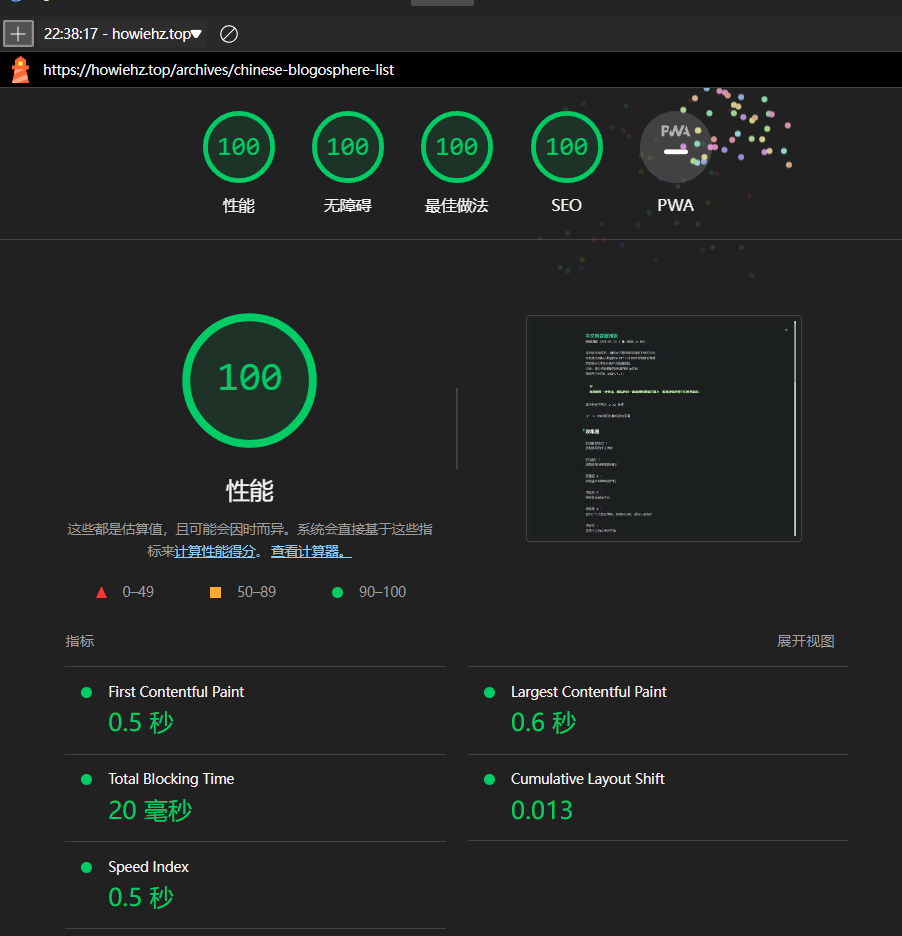 22:38:17 - howiehz.top
https://howiehz.top/archives/chinese-blogosphere-list
100 100 100 100 PWA
性能 无障碍 最佳做法 SEO PWA
100
性能
这些都是估算值，且可能会因时而异。系统会直接基于这些指
标来计算性能得分。查看计算器。
0–49 50–89 90–100
指标 展开视图
First Contentful Paint
0.5 秒
Largest Contentful Paint
0.6 秒
Total Blocking Time
20 毫秒
Cumulative Layout Shift
0.013
Speed Index
0.5 秒